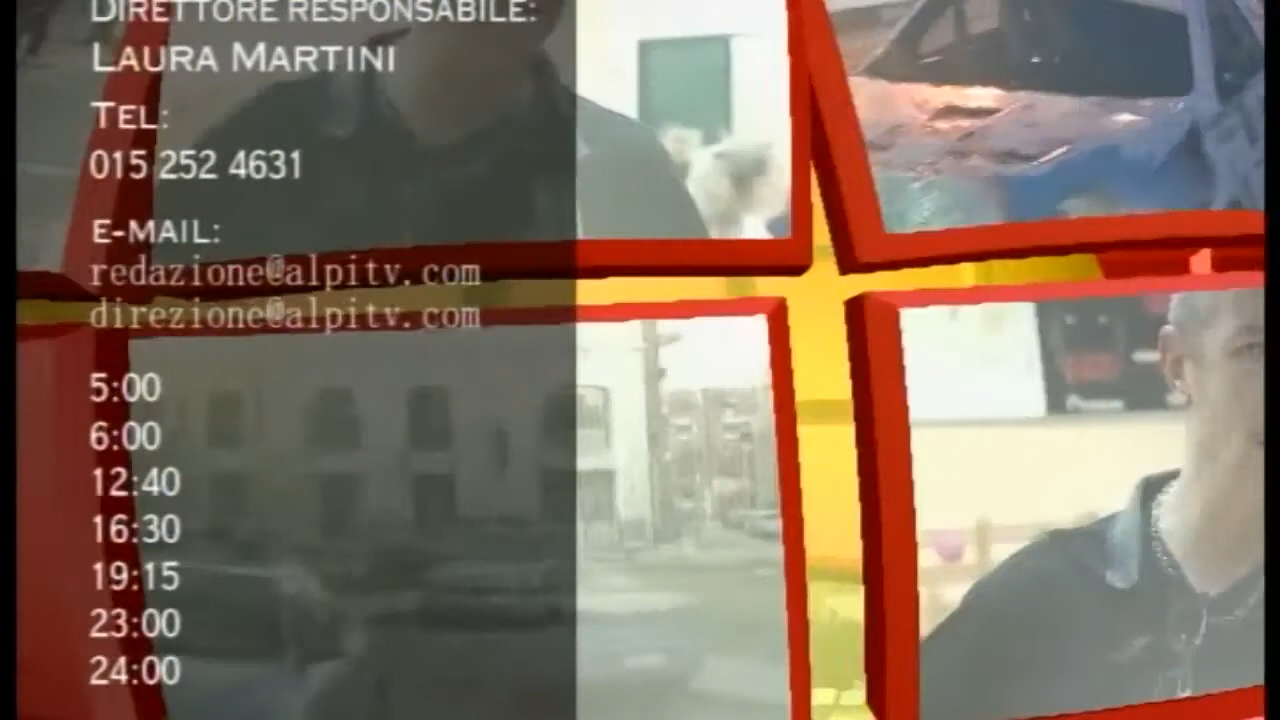 DIRETTORE RESPONSABILE:
LAURA MARTINI
TEL:
015 252 4631
E-MAIL:
redazione@alpitv.com
direzione@alpitv.com
5:00
6:00
12:40
16:30
19:15
23:00
24:00